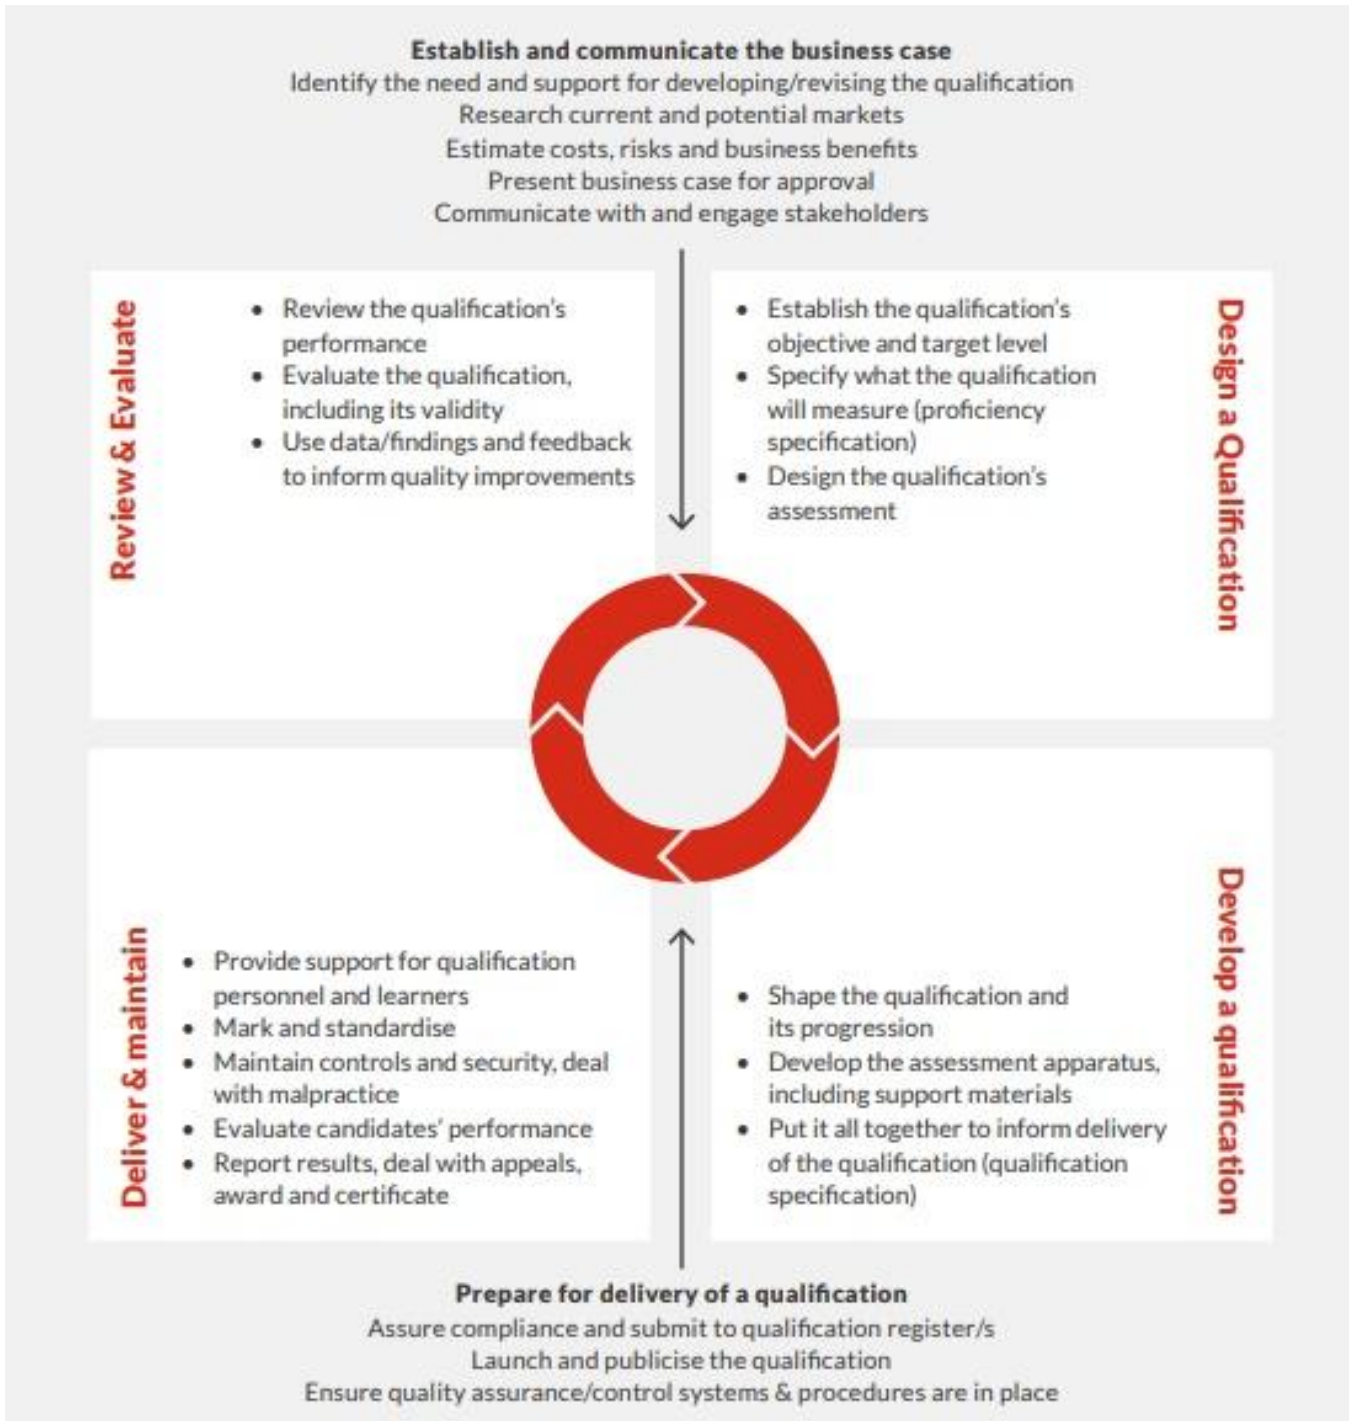 Establish and communicate the business case
Identify the need and support for developing/revising the qualification
Research current and potential markets
Estimate costs, risks and business benefits
Present business case for approval
Communicate with and engage stakeholders
Review & Evaluate
• Review the qualification's
performance
• Evaluate the qualification,
including its validity
• Use data/findings and feedback
to inform quality improvements
• Establish the qualification's
objective and target level
• Specify what the qualification
will measure (proficiency
specification)
• Design the qualification's
assessment
Design a Qualification
Deliver & maintain
• Provide support for qualification
personnel and learners
• Mark and standardise
• Maintain controls and security, deal
with malpractice
• Evaluate candidates' performance
• Report results, deal with appeals,
award and certificate
• Shape the qualification and
its progression
• Develop the assessment apparatus,
including support materials
• Put it all together to inform delivery
of the qualification (qualification
specification)
Develop a qualification
Prepare for delivery of a qualification
Assure compliance and submit to qualification register/s
Launch and publicise the qualification
Ensure quality assurance/control systems & procedures are in place